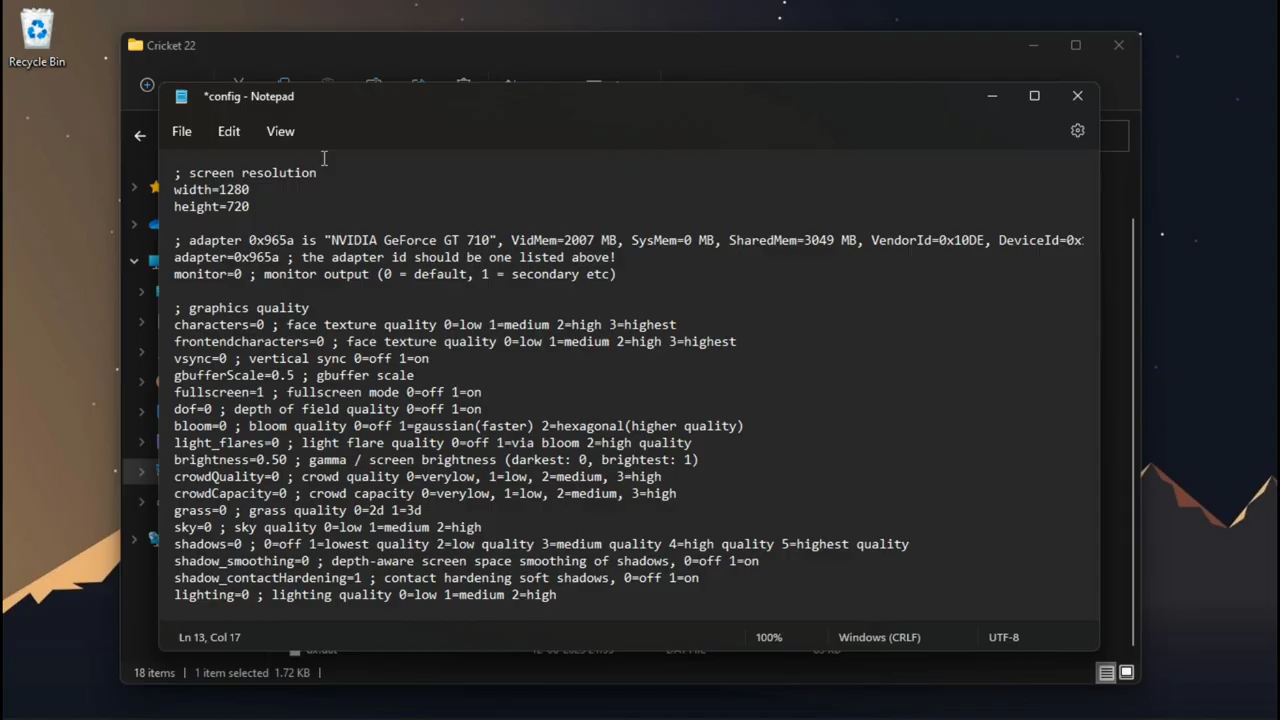 Recycle Bin
Cricket 22
*config - Notepad
File Edit View
; screen resolution
width=1280
height=720
; adapter 0x965a is "NVIDIA GeForce GT 710", VidMem=2007 MB, SysMem=0 MB, SharedMem=3049 MB, VendorId=0x10DE, DeviceId=0x
adapter=0x965a ; the adapter id should be one listed above!
monitor=0 ; monitor output (0 = default, 1 = secondary etc)
; graphics quality
characters=0 ; face texture quality 0=low 1=medium 2=high 3=highest
frontendcharacters=0 ; face texture quality 0=low 1=medium 2=high 3=highest
vsync=0 ; vertical sync 0=off 1=on
gbufferScale=0.5 ; gbuffer scale
fullscreen=1 ; fullscreen mode 0=off 1=on
dof=0 ; depth of field quality 0=off 1=on
bloom=0 ; bloom quality 0=off 1=gaussian(faster) 2=hexagonal(higher quality)
light_flares=0 ; light flare quality 0=off 1=via bloom 2=high quality
brightness=0.50 ; gamma / screen brightness (darkest: 0, brightest: 1)
crowdQuality=0 ; crowd quality 0=verylow, 1=low, 2=medium, 3=high
crowdCapacity=0 ; crowd capacity 0=verylow, 1=low, 2=medium, 3=high
grass=0 ; grass quality 0=2d 1=3d
sky=0 ; sky quality 0=low 1=medium 2=high
shadows=0 ; 0=off 1=lowest quality 2=low quality 3=medium quality 4=high quality 5=highest quality
shadow_smoothing=0 ; depth-aware screen space smoothing of shadows, 0=off 1=on
shadow_contactHardening=1 ; contact hardening soft shadows, 0=off 1=on
lighting=0 ; lighting quality 0=low 1=medium 2=high
Ln 13, Col 17 100% Windows (CRLF) UTF-8
18 items 1 item selected 1.72 KB